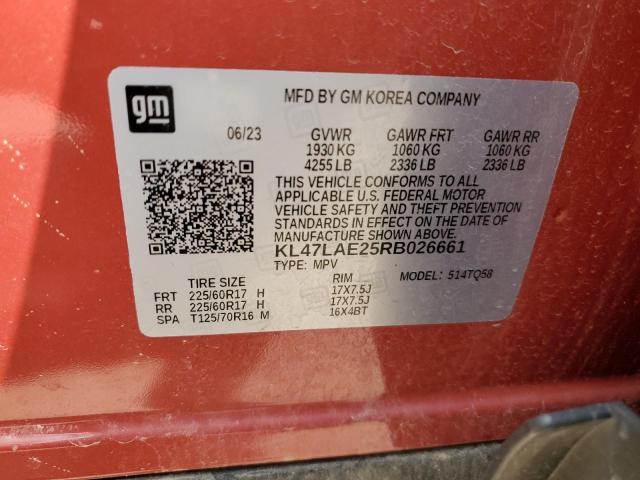 gm
MFD BY GM KOREA COMPANY
06/23 GVWR GAWR FRT GAWR RR
1930 KG 1060 KG 1060 KG
4255 LB 2336 LB 2336 LB
THIS VEHICLE CONFORMS TO ALL
APPLICABLE U.S. FEDERAL MOTOR
VEHICLE SAFETY AND THEFT PREVENTION
STANDARDS IN EFFECT ON THE DATE OF
MANUFACTURE SHOWN ABOVE.
KL47LAE25RB026661
TYPE: MPV MODEL: 514TQ58
TIRE SIZE RIM
FRT 225/60R17 H 17X7.5J
RR 225/60R17 H 17X7.5J
SPA T125/70R16 M 16X4BT